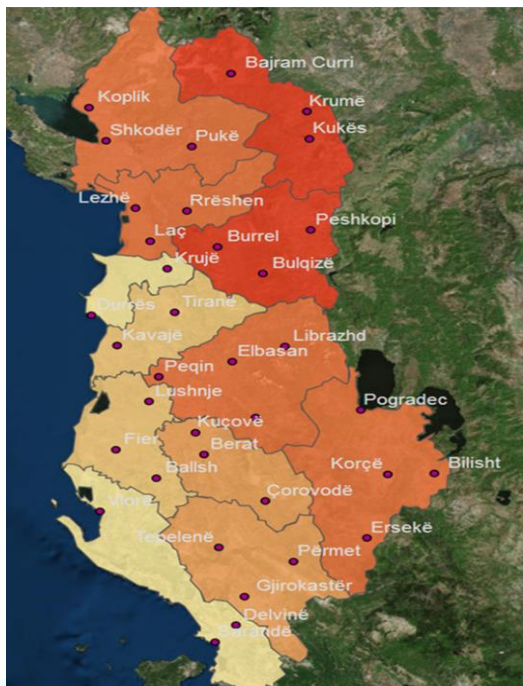 Bajram Curri
Koplik
Krumë
Shkodër
Pukë
Kukës
Lezhë
Rrëshen
Peshkopi
Laç
Burrel
Krujë
Bulqizë
Durrës
Tiranë
Kavajë
Librazhd
Elbasan
Peqin
Lushnje
Pogradec
Kuçovë
Fier
Berat
Ballsh
Korçë
Bilisht
Vlorë
Çorovodë
Tepelenë
Ersekë
Përmet
Gjirokastër
Delvinë
Sarandë